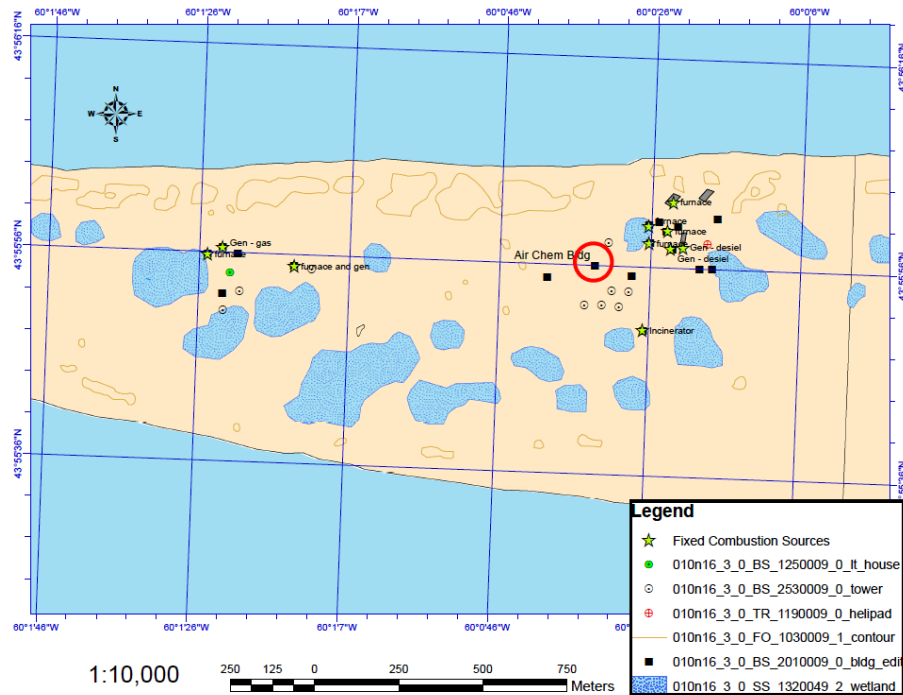 60°1'46"W 60°1'26"W 60°1'7"W 60°0'46"W 60°0'26"W 60°0'6"W
43°56'16"N
43°56'16"N
N
W E
S
furnace
furnace
furnace
Gen - gas
furnace
furnace
Gen - desiel
43°55'56"N
Air Chem Bldg
Gen - desiel
furnace and gen
43°55'56"N
Incinerator
43°55'36"N
43°55'36"N
Legend
Fixed Combustion Sources
010n16_3_0_BS_1250009_0_lt_house
010n16_3_0_BS_2530009_0_tower
010n16_3_0_TR_1190009_0_helipad
010n16_3_0_FO_1030009_1_contour
010n16_3_0_BS_2010009_0_bldg_edit
010n16_3_0_SS_1320049_2_wetland
60°1'46"W 60°1'26"W 60°1'7"W 60°0'46"W
1:10,000
250 125 0 250 500 750
Meters